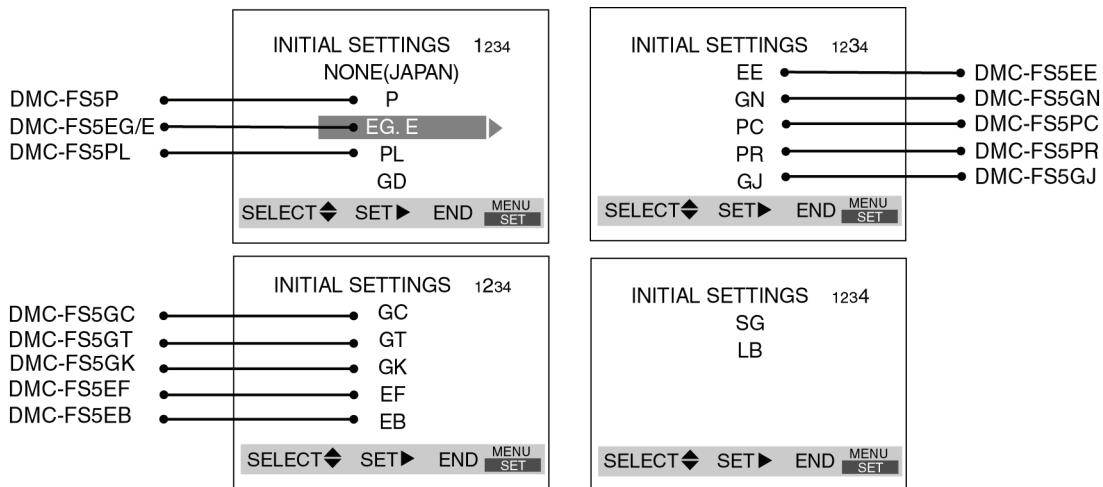 INITIAL SETTINGS 1234
NONE(JAPAN)
DMC-FS5P P
DMC-FS5EG/E EG. E
DMC-FS5PL PL
GD
SELECT SET END MENU SET
INITIAL SETTINGS 1234
EE DMC-FS5EE
GN DMC-FS5GN
PC DMC-FS5PC
PR DMC-FS5PR
GJ DMC-FS5GJ
SELECT SET END MENU SET
INITIAL SETTINGS 1234
DMC-FS5GC GC
DMC-FS5GT GT
DMC-FS5GK GK
DMC-FS5EF EF
DMC-FS5EB EB
SELECT SET END MENU SET
INITIAL SETTINGS 1234
SG
LB
SELECT SET END MENU SET